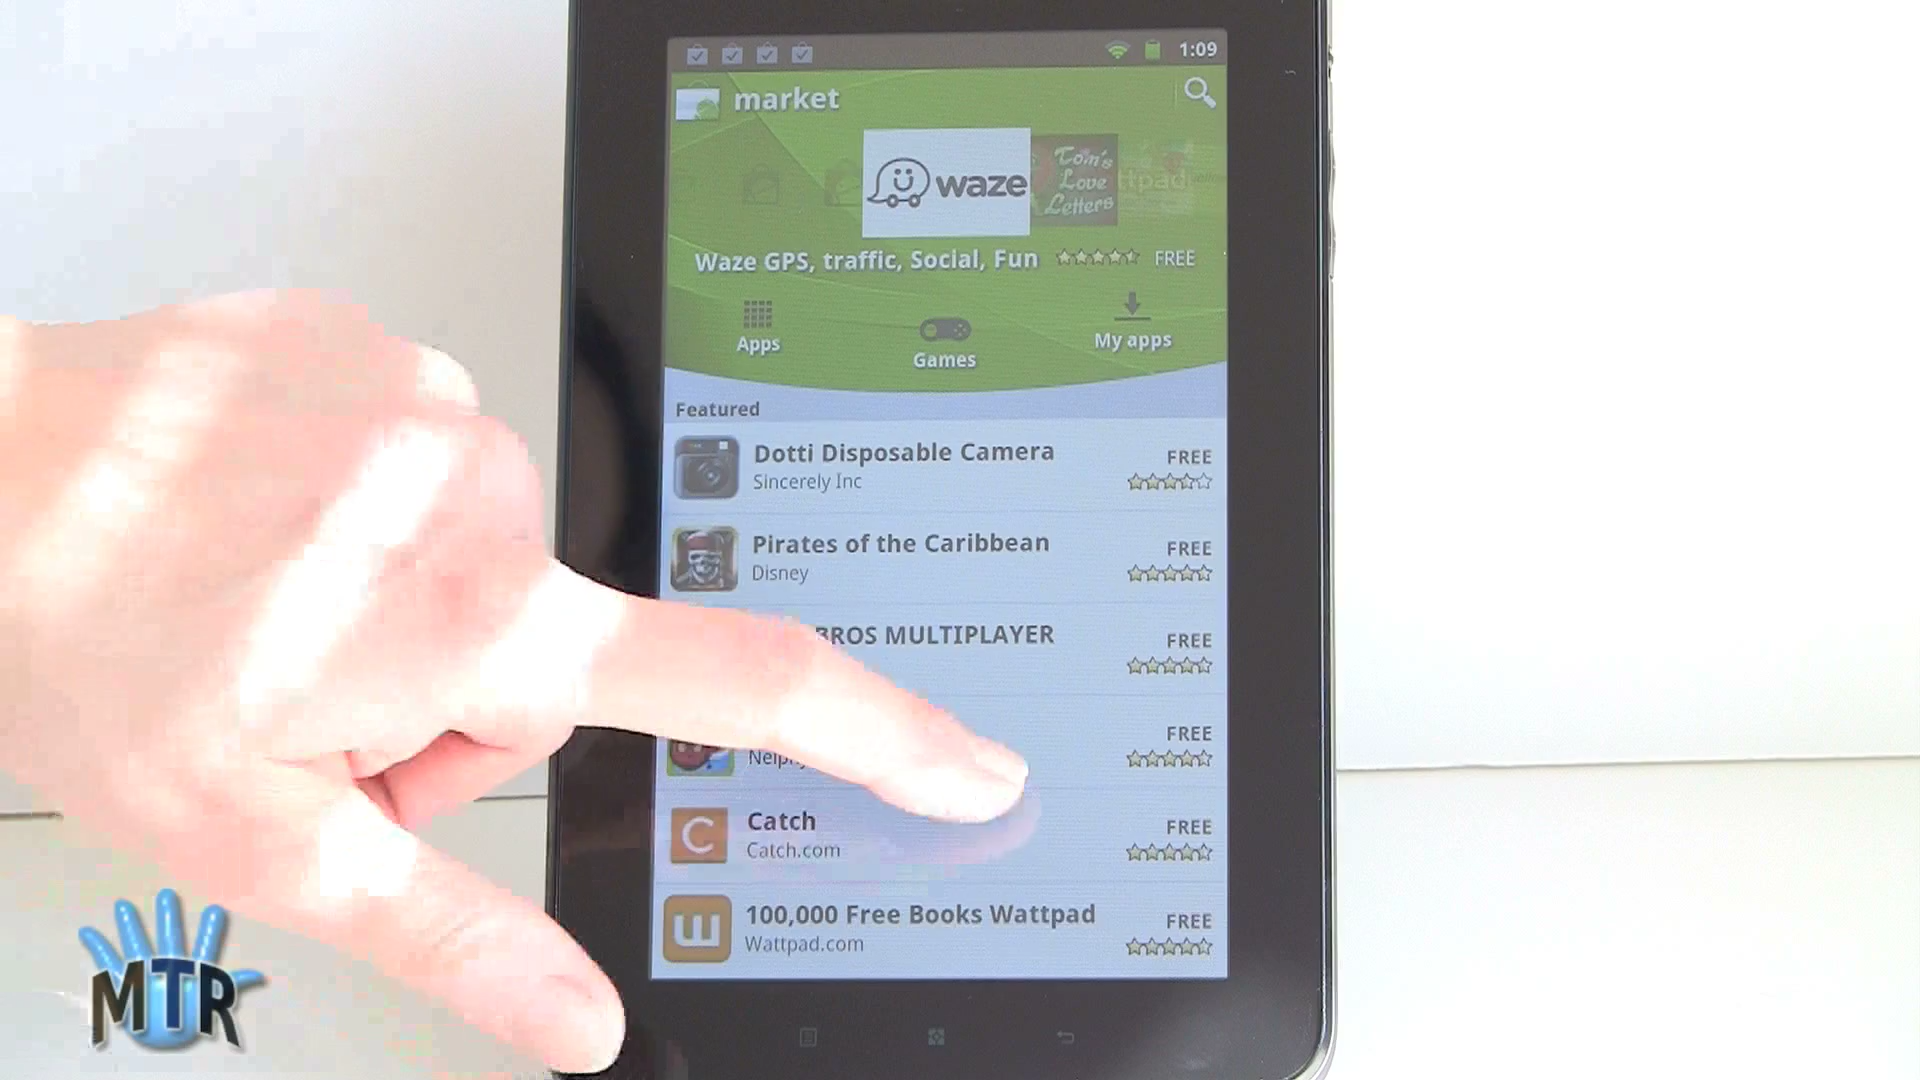 1:09
market
waze
Tom's
Love
Letters
ttpad
Waze GPS, traffic, Social, Fun
FREE
Apps
Games
My apps
Featured
Dotti Disposable Camera
FREE
Sincerely Inc
Pirates of the Caribbean
FREE
Disney
BROS MULTIPLAYER
FREE
FREE
C
Catch
FREE
Catch.com
W
100,000 Free Books Wattpad
FREE
Wattpad.com
MTR